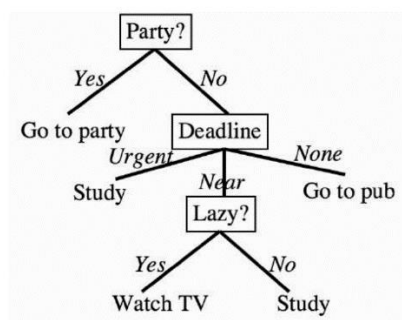 Party?
Yes No
Go to party Deadline
Urgent Near None
Study Go to pub
Lazy?
Yes No
Watch TV Study